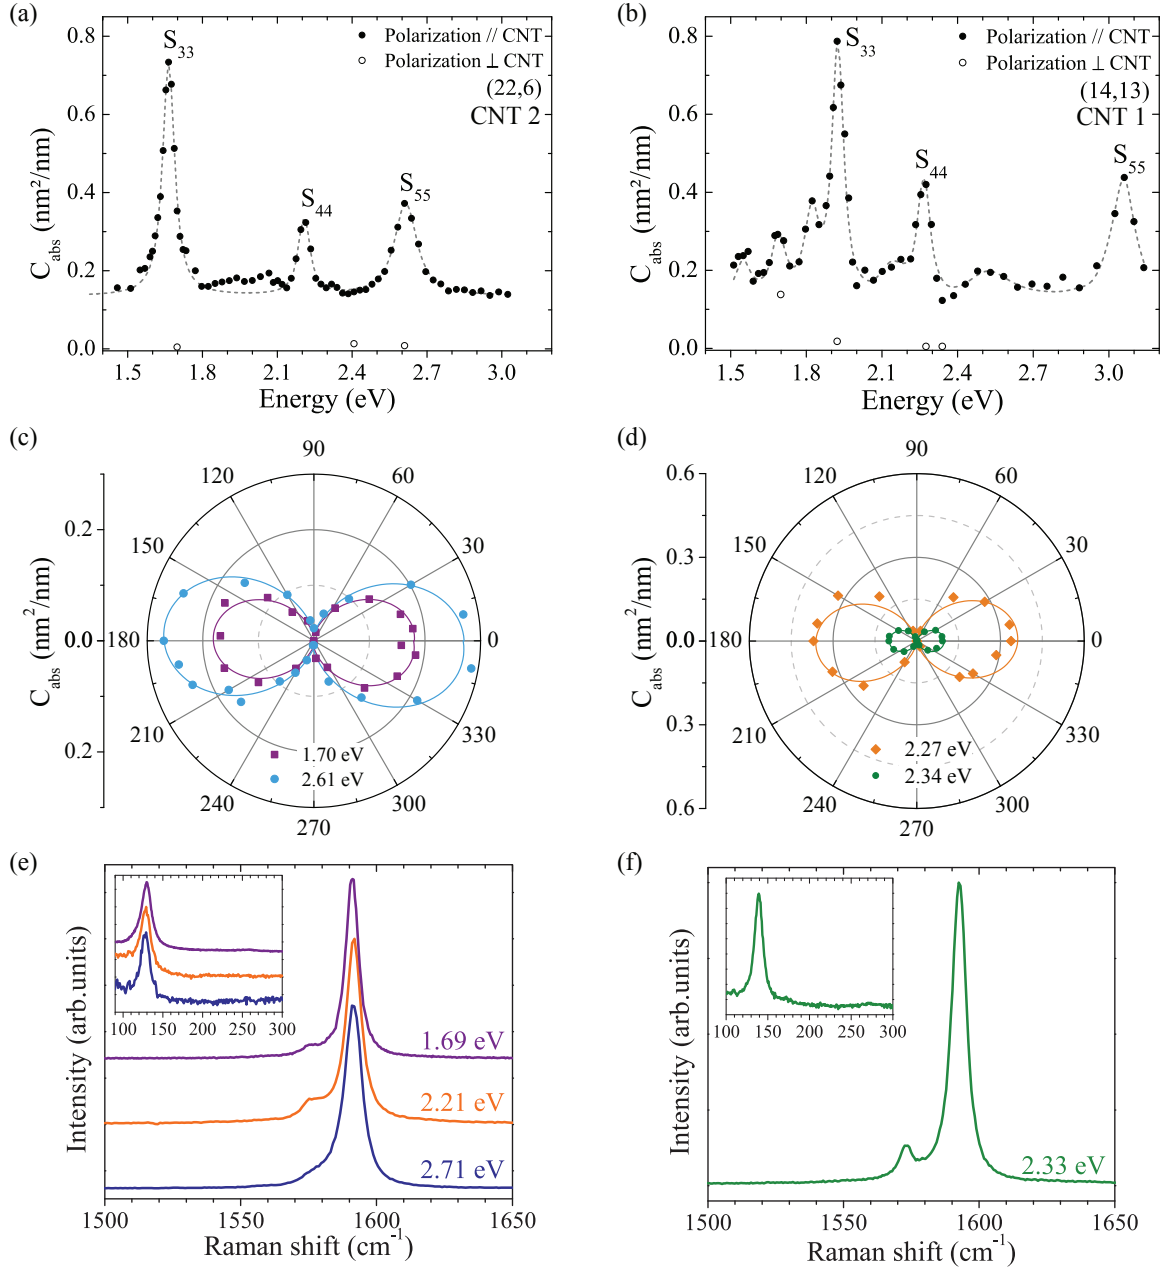 (a)
S33
S44
S55
Polarization // CNT
Polarization ⊥ CNT
(22,6)
CNT 2
Cabs (nm²/nm)
0.8
0.6
0.4
0.2
0.0
1.5 1.8 2.1 2.4 2.7 3.0
Energy (eV)
(b)
S33
S44
S55
Polarization // CNT
Polarization ⊥ CNT
(14,13)
CNT 1
Cabs (nm²/nm)
0.8
0.6
0.4
0.2
0.0
1.5 1.8 2.1 2.4 2.7 3.0
Energy (eV)
(c)
Cabs (nm²/nm)
0.2
0.1
0.0
0.1
0.2
90
120 60
150 30
180 0
210 330
240 300
270
1.70 eV
2.61 eV
(d)
Cabs (nm²/nm)
0.6
0.3
0.0
0.3
0.6
90
120 60
150 30
180 0
210 330
240 300
270
2.27 eV
2.34 eV
(e)
Intensity (arb.units)
100 150 200 250 300
1.69 eV
2.21 eV
2.71 eV
1500 1550 1600 1650
Raman shift (cm⁻¹)
(f)
Intensity (arb.units)
100 150 200 250 300
2.33 eV
1500 1550 1600 1650
Raman shift (cm⁻¹)